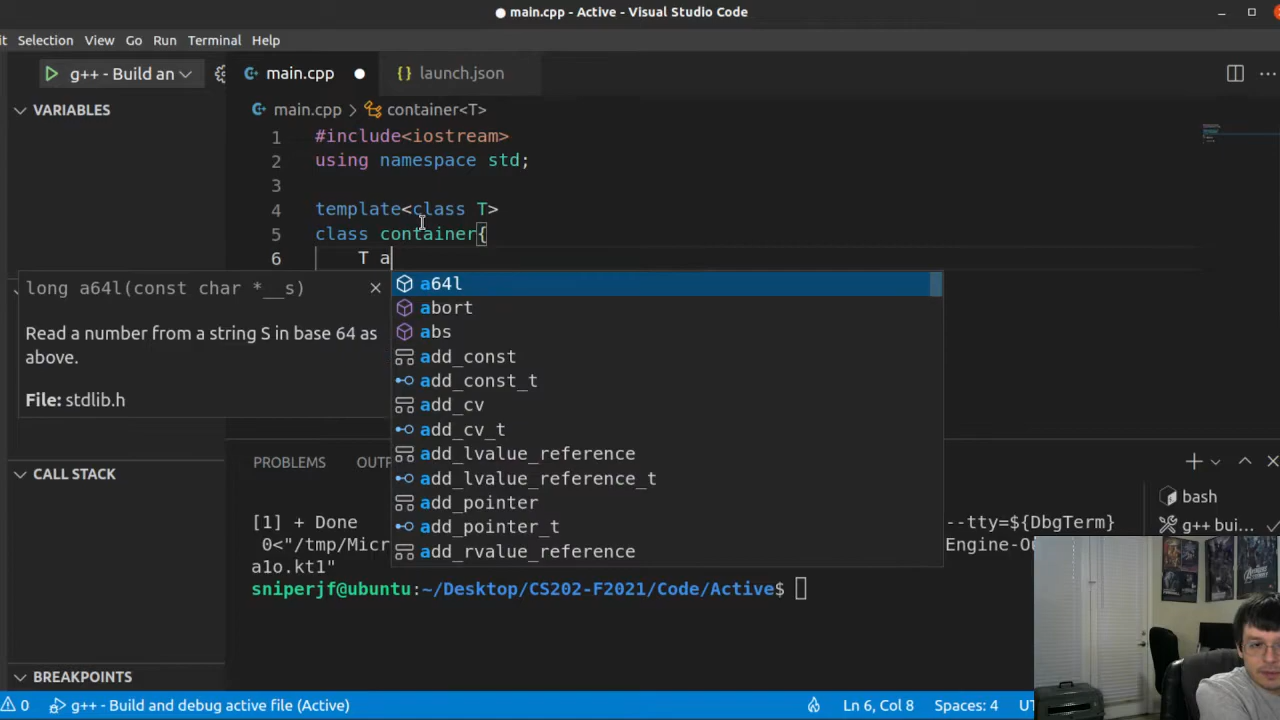 main.cpp - Active - Visual Studio Code
it Selection View Go Run Terminal Help
g++ - Build an
main.cpp
{} launch.json
VARIABLES
main.cpp > container<T>
1 #include<iostream>
2 using namespace std;
3
4 template<class T>
5 class container{
6 T a
long a64l(const char *__s)
Read a number from a string S in base 64 as
above.
File: stdlib.h
a64l
abort
abs
add_const
add_const_t
add_cv
add_cv_t
add_lvalue_reference
add_lvalue_reference_t
add_pointer
add_pointer_t
add_rvalue_reference
CALL STACK
PROBLEMS OUTP
bash
g++ bui...
[1] + Done --tty=${DbgTerm}
0<"/tmp/Micr Engine-Ou
a1o.kt1"
sniperjf@ubuntu:~/Desktop/CS202-F2021/Code/Active$
BREAKPOINTS
0 Build and debug active file (Active) Ln 6, Col 8 Spaces: 4 UT